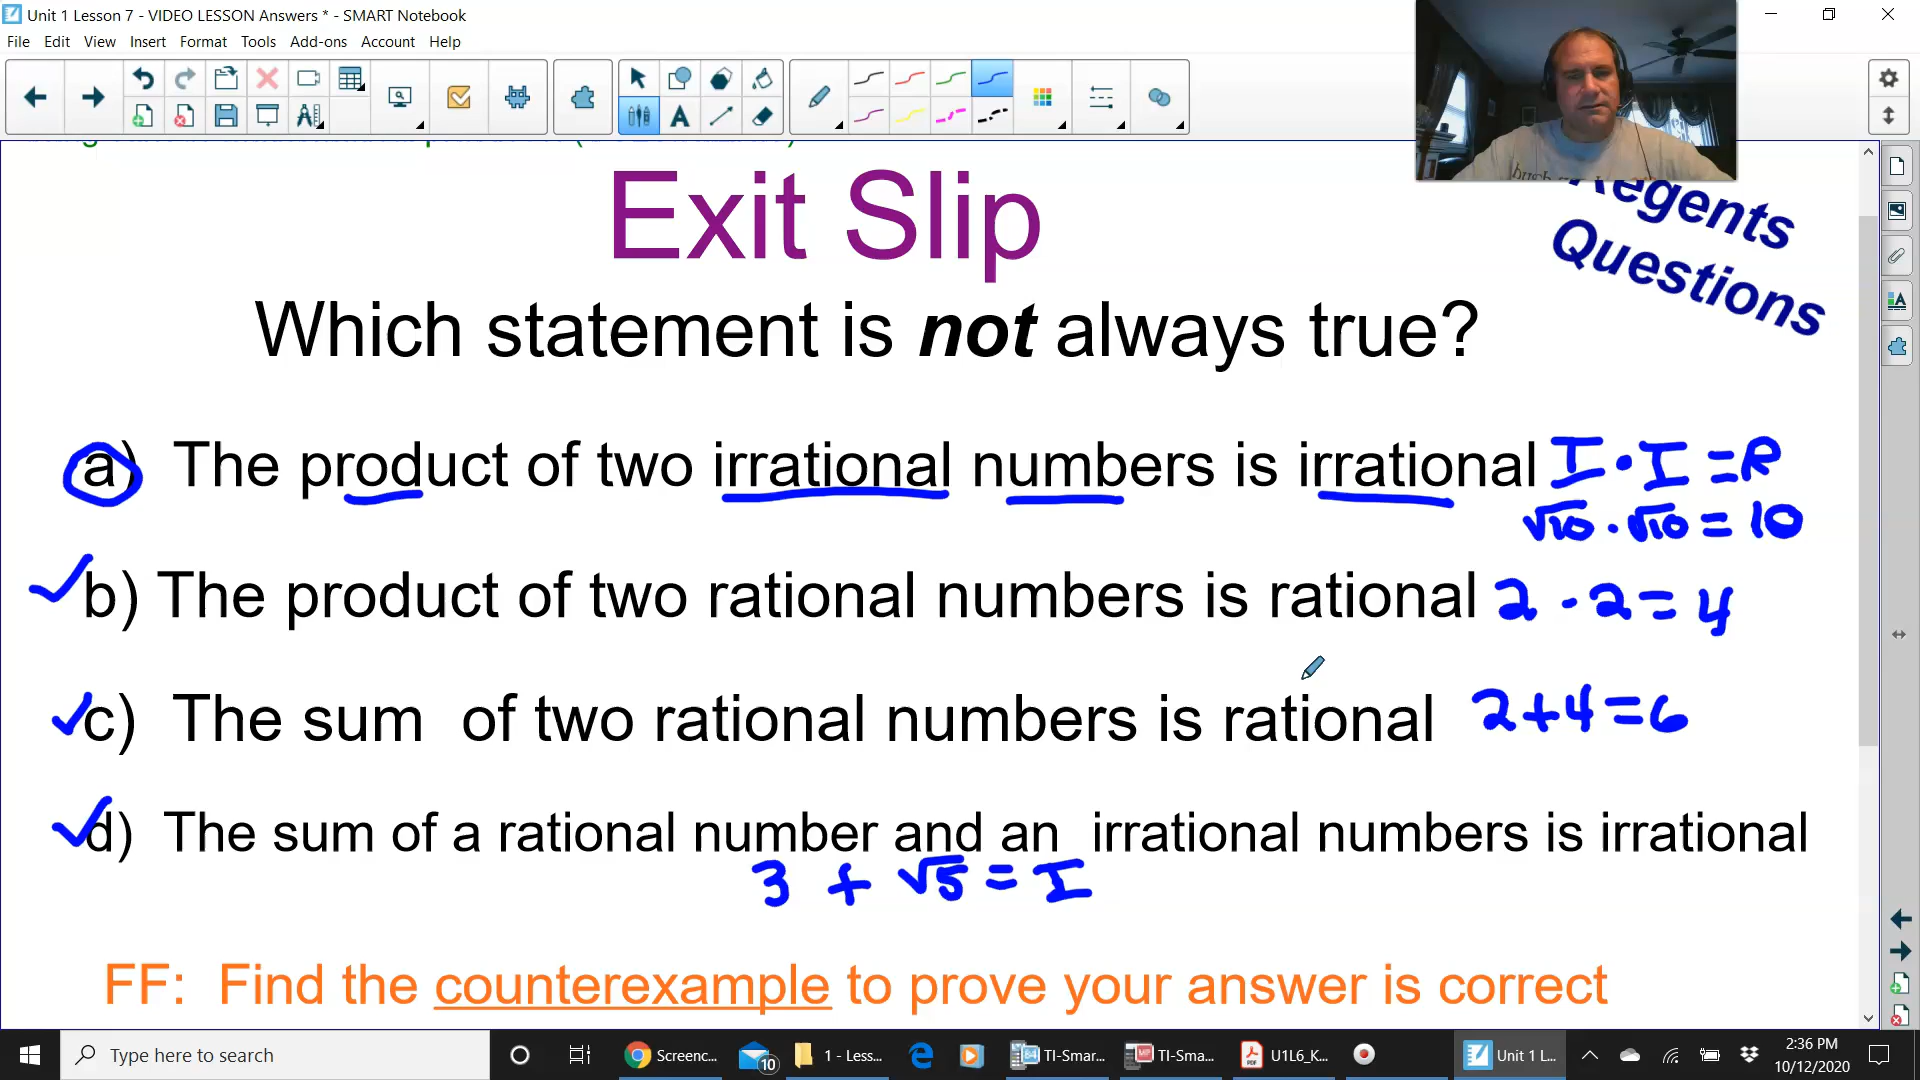 Unit 1 Lesson 7 - VIDEO LESSON Answers * - SMART Notebook
File Edit View Insert Format Tools Add-ons Account Help
Exit Slip
Regents
Questions
Which statement is not always true?
a) The product of two irrational numbers is irrational I · I = R
√10 · √10 = 10
b) The product of two rational numbers is rational 2 · 2 = 4
c) The sum of two rational numbers is rational 2+4=6
d) The sum of a rational number and an irrational numbers is irrational
3 + √5 = I
FF: Find the counterexample to prove your answer is correct
Type here to search
10
Screenc...
1 - Less...
TI-Smar...
TI-Sma...
U1L6_K...
Unit 1 L...
2:36 PM
10/12/2020